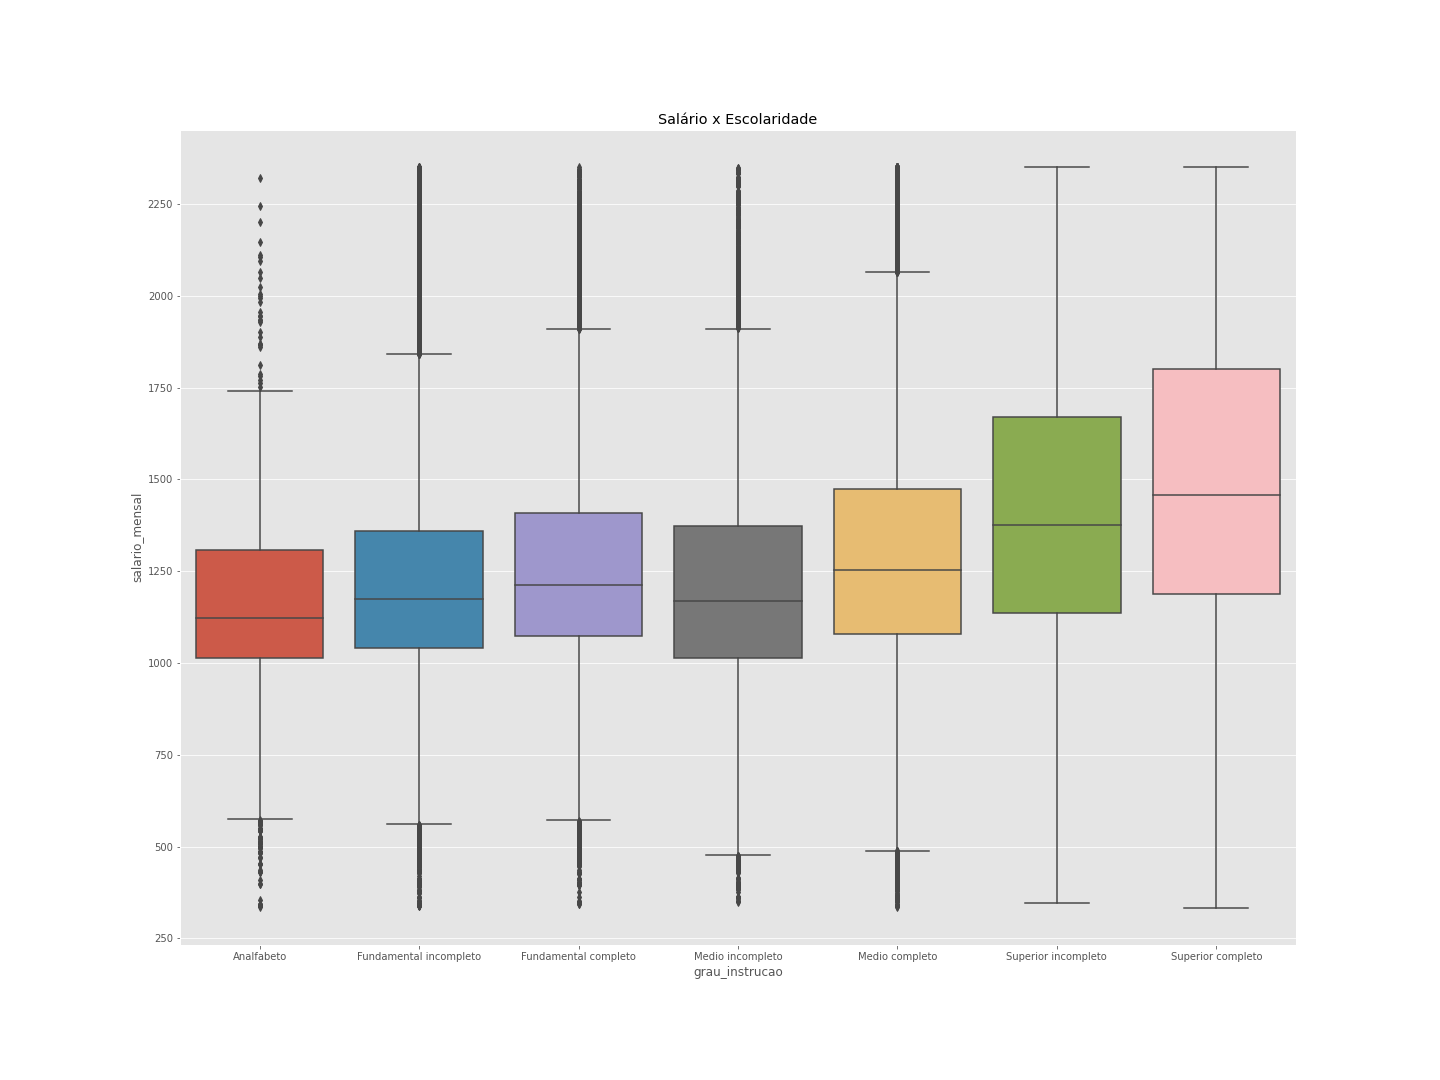 Salário x Escolaridade
salario_mensal
2250
2000
1750
1500
1250
1000
750
500
250
Analfabeto
Fundamental incompleto
Fundamental completo
Medio incompleto
Medio completo
Superior incompleto
Superior completo
grau_instrucao